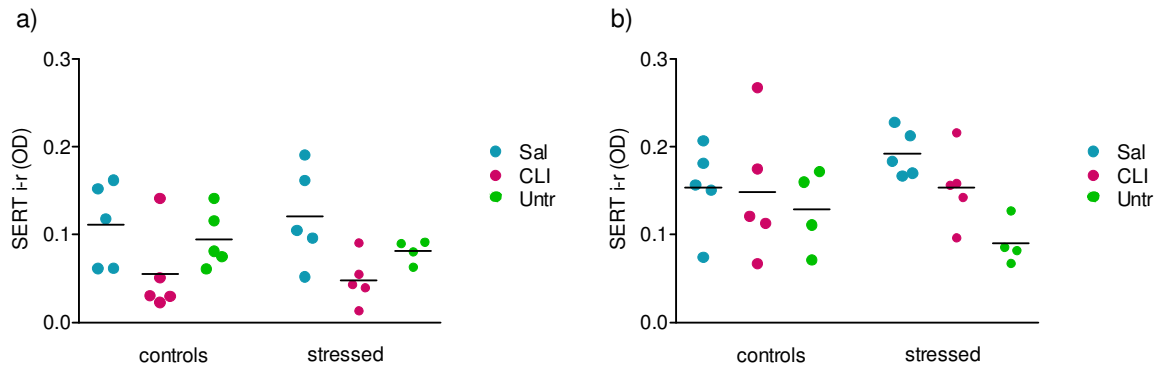 a)
SERT i-r (OD)
0.3
0.2
0.1
0.0
controls
stressed
Sal
CLI
Untr
b)
SERT i-r (OD)
0.3
0.2
0.1
0.0
controls
stressed
Sal
CLI
Untr